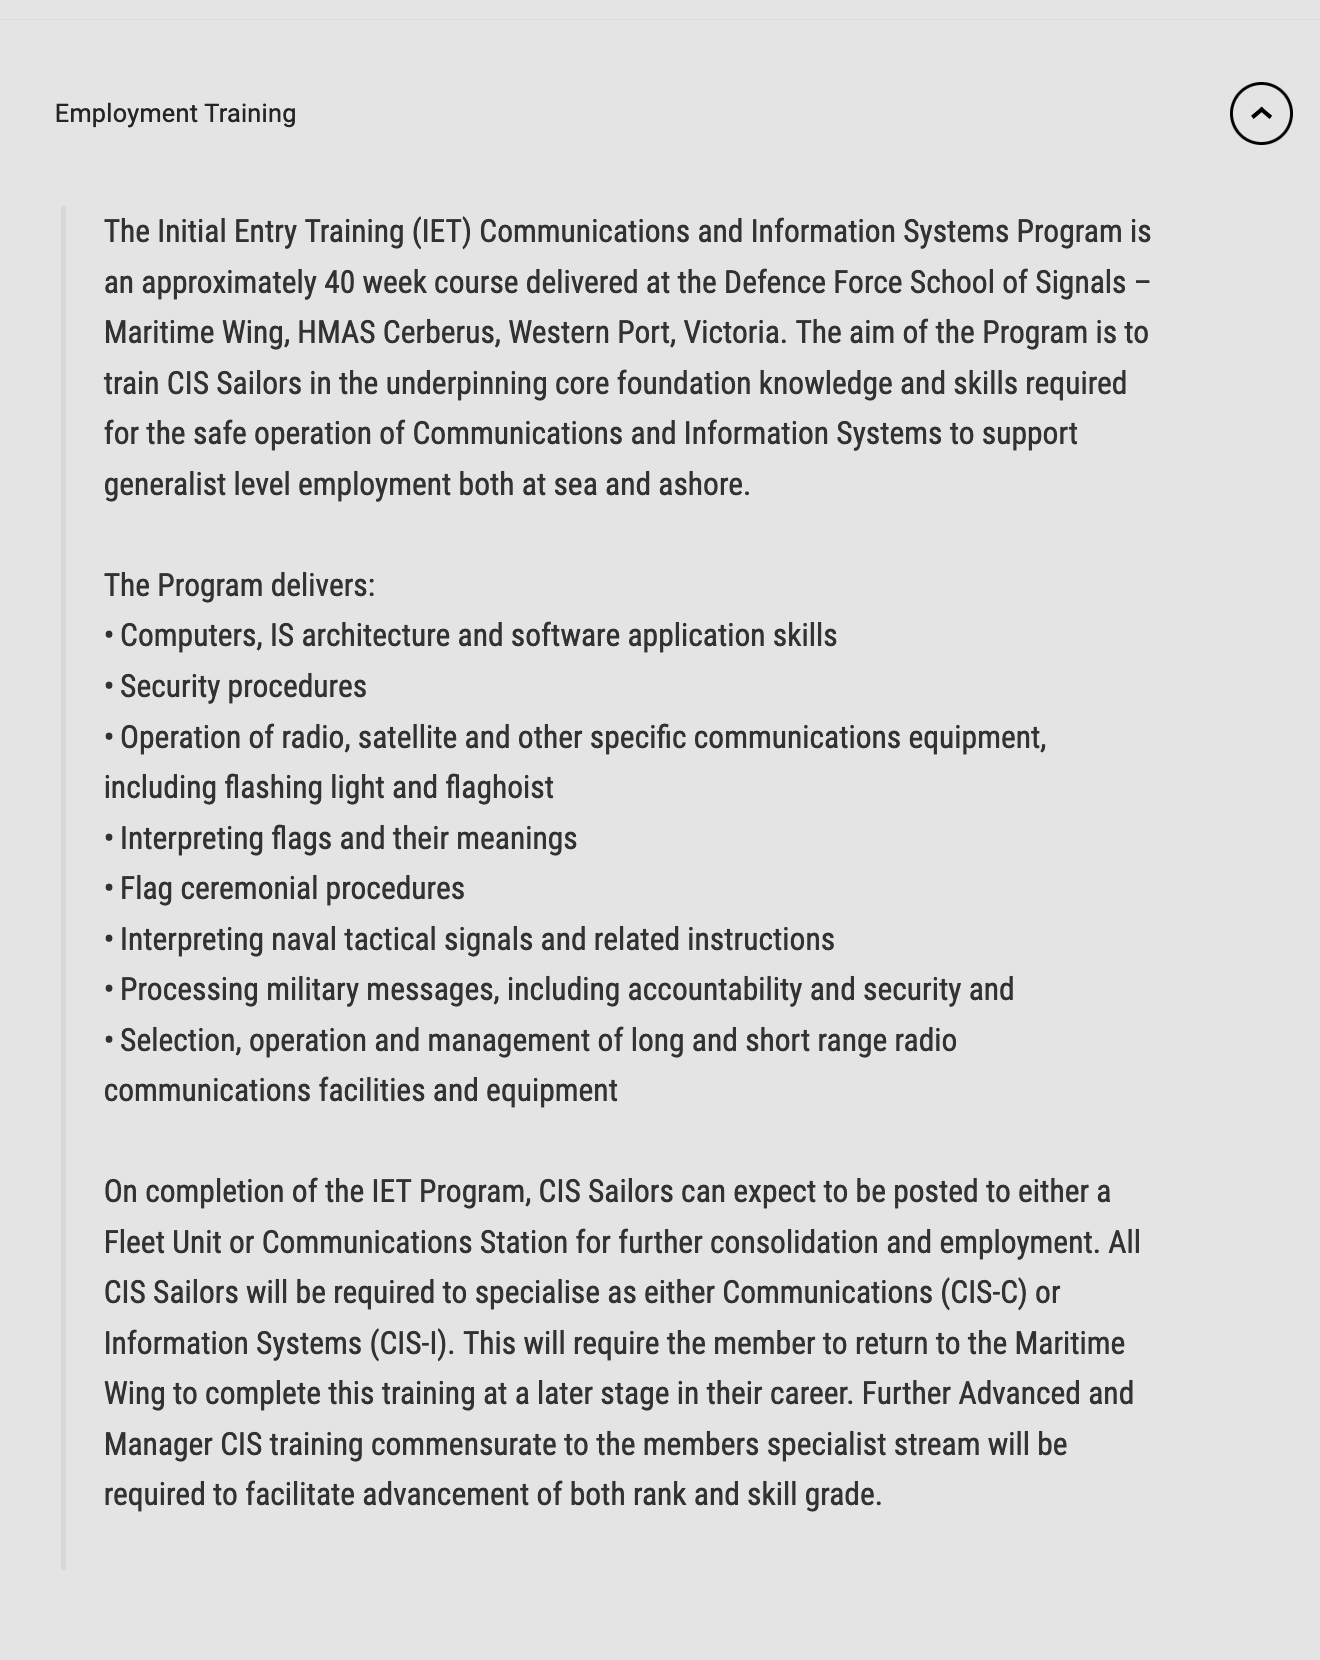 Employment Training
The Initial Entry Training (IET) Communications and Information Systems Program is
an approximately 40 week course delivered at the Defence Force School of Signals –
Maritime Wing, HMAS Cerberus, Western Port, Victoria. The aim of the Program is to
train CIS Sailors in the underpinning core foundation knowledge and skills required
for the safe operation of Communications and Information Systems to support
generalist level employment both at sea and ashore.
The Program delivers:
• Computers, IS architecture and software application skills
• Security procedures
• Operation of radio, satellite and other specific communications equipment,
including flashing light and flaghoist
• Interpreting flags and their meanings
• Flag ceremonial procedures
• Interpreting naval tactical signals and related instructions
• Processing military messages, including accountability and security and
• Selection, operation and management of long and short range radio
communications facilities and equipment
On completion of the IET Program, CIS Sailors can expect to be posted to either a
Fleet Unit or Communications Station for further consolidation and employment. All
CIS Sailors will be required to specialise as either Communications (CIS-C) or
Information Systems (CIS-I). This will require the member to return to the Maritime
Wing to complete this training at a later stage in their career. Further Advanced and
Manager CIS training commensurate to the members specialist stream will be
required to facilitate advancement of both rank and skill grade.